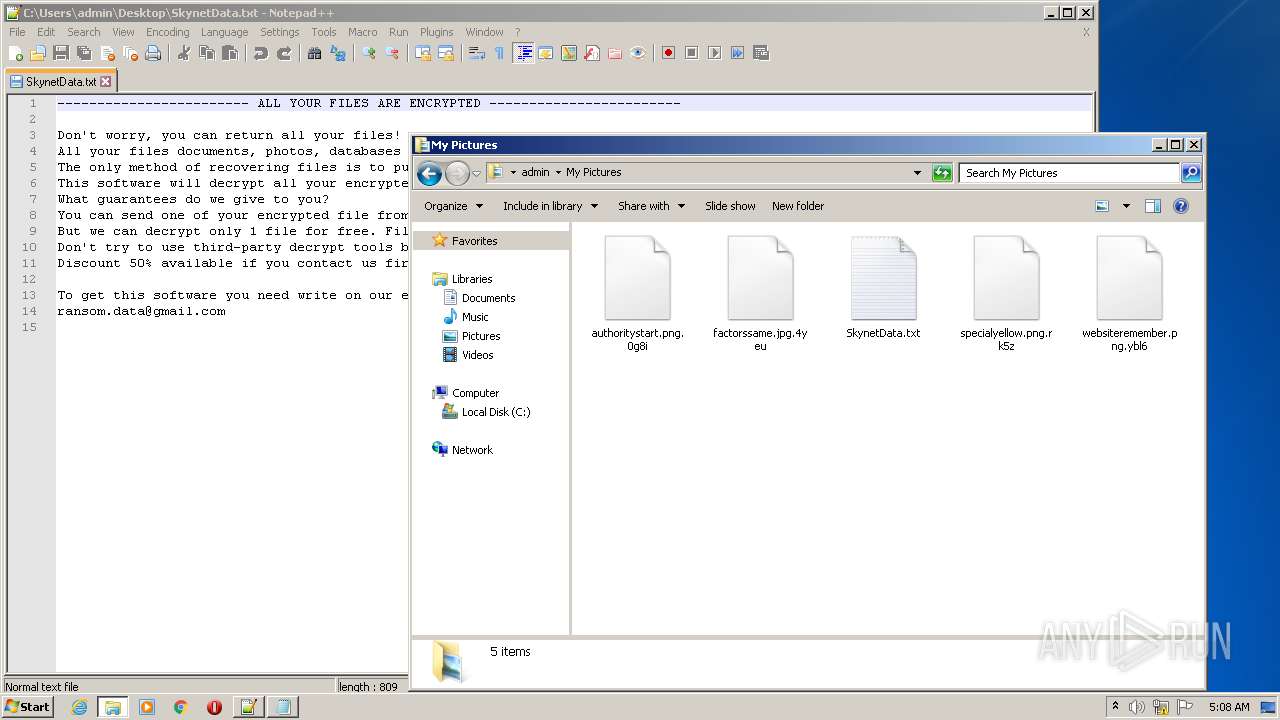 C:\Users\admin\Desktop\SkynetData.txt - Notepad++
File Edit Search View Encoding Language Settings Tools Macro Run Plugins Window ? X
SkynetData.txt
1 ------------------------ ALL YOUR FILES ARE ENCRYPTED ------------------------
2
3 Don't worry, you can return all your files!
4 All your files documents, photos, databases
5 The only method of recovering files is to pu
6 This software will decrypt all your encrypte
7 What guarantees do we give to you?
8 You can send one of your encrypted file from
9 But we can decrypt only 1 file for free. Fil
10 Don't try to use third-party decrypt tools b
11 Discount 50% available if you contact us fir
12
13 To get this software you need write on our e
14 ransom.data@gmail.com
15
Normal text file
length : 809
My Pictures
admin My Pictures
Search My Pictures
Organize Include in library Share with Slide show New folder
Favorites
Libraries
Documents
Music
Pictures
Videos
Computer
Local Disk (C:)
Network
authoritystart.png.
0g8i
factorssame.jpg.4y
eu
SkynetData.txt
specialyellow.png.r
k5z
websiteremember.p
ng.ybl6
5 items
ANY RUN
Start
5:08 AM